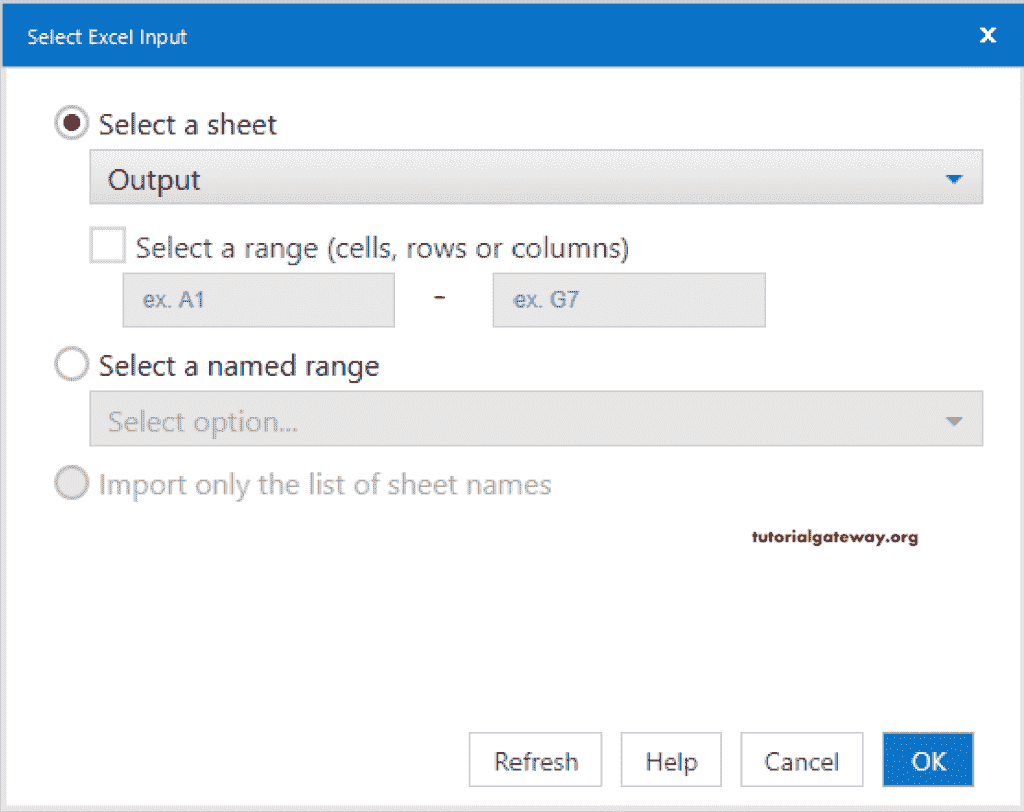 Select Excel Input
Select a sheet
Output
Select a range (cells, rows or columns)
ex. A1 - ex. G7
Select a named range
Select option...
Import only the list of sheet names
tutorialgateway.org
Refresh Help Cancel OK